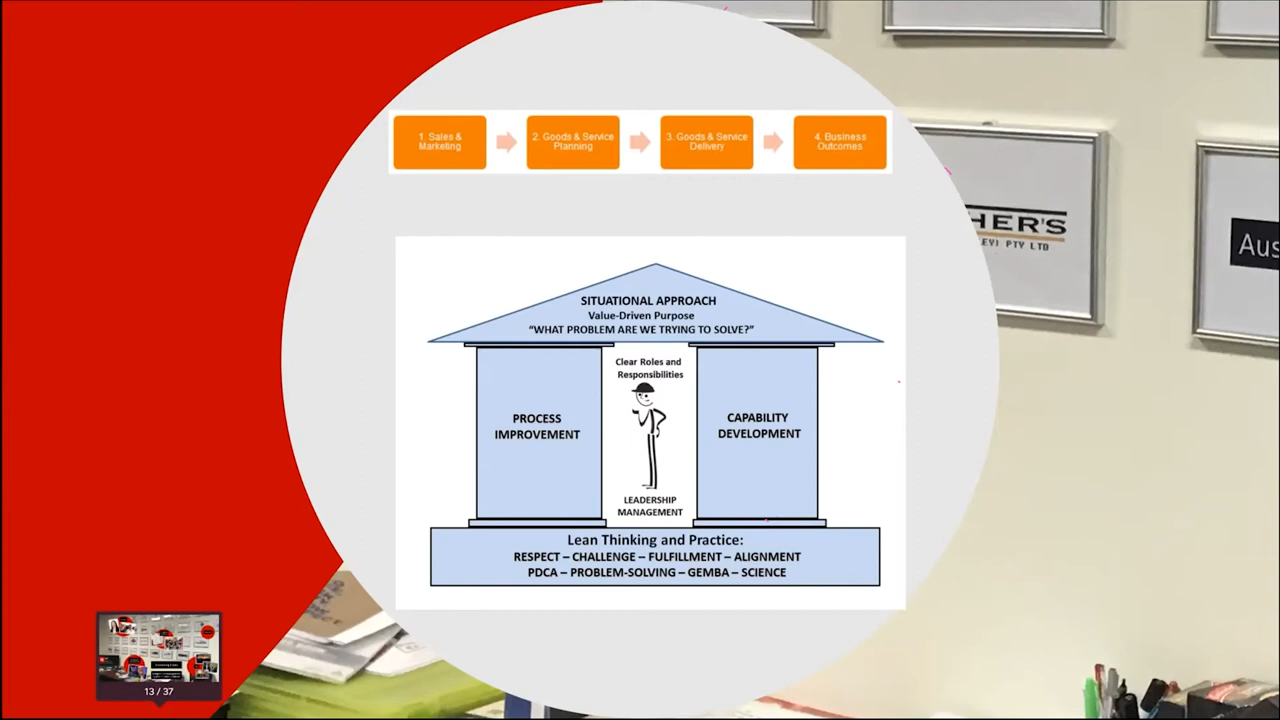 1. Sales &
Marketing
2. Goods & Service
Planning
3. Goods & Service
Delivery
4. Business
Outcomes
HER'S
EY) PTY LTD
Aus
SITUATIONAL APPROACH
Value-Driven Purpose
“WHAT PROBLEM ARE WE TRYING TO SOLVE?”
Clear Roles and
Responsibilities
PROCESS
IMPROVEMENT
CAPABILITY
DEVELOPMENT
LEADERSHIP
MANAGEMENT
Lean Thinking and Practice:
RESPECT – CHALLENGE – FULFILLMENT – ALIGNMENT
PDCA – PROBLEM-SOLVING – GEMBA – SCIENCE
13 / 37